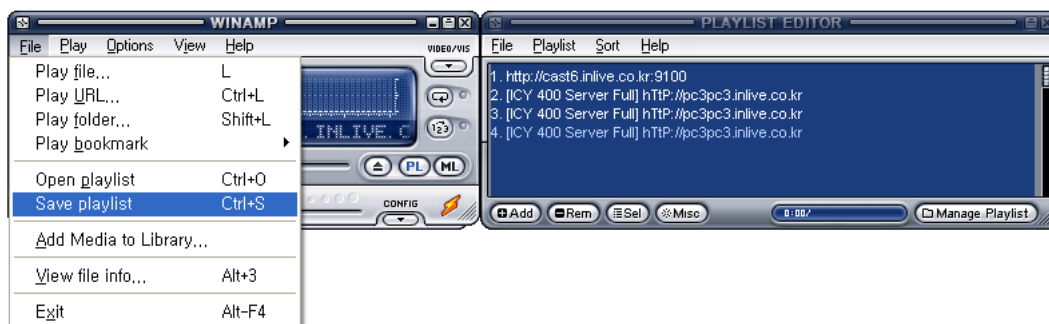 WINAMP
File Play Options View Help
VIDEO/VIS
Play file... L
Play URL... Ctrl+L
Play folder... Shift+L
Play bookmark
Open playlist Ctrl+O
Save playlist Ctrl+S
Add Media to Library...
View file info... Alt+3
Exit Alt-F4
.INLIVE.C
PL ML
CONFIG
PLAYLIST EDITOR
File Playlist Sort Help
1. http://cast6.inlive.co.kr:9100
2. [ICY 400 Server Full] hTtP://pc3pc3.inlive.co.kr
3. [ICY 400 Server Full] hTtP://pc3pc3.inlive.co.kr
4. [ICY 400 Server Full] hTtP://pc3pc3.inlive.co.kr
Add Rem Sel Misc 0:00/ Manage Playlist